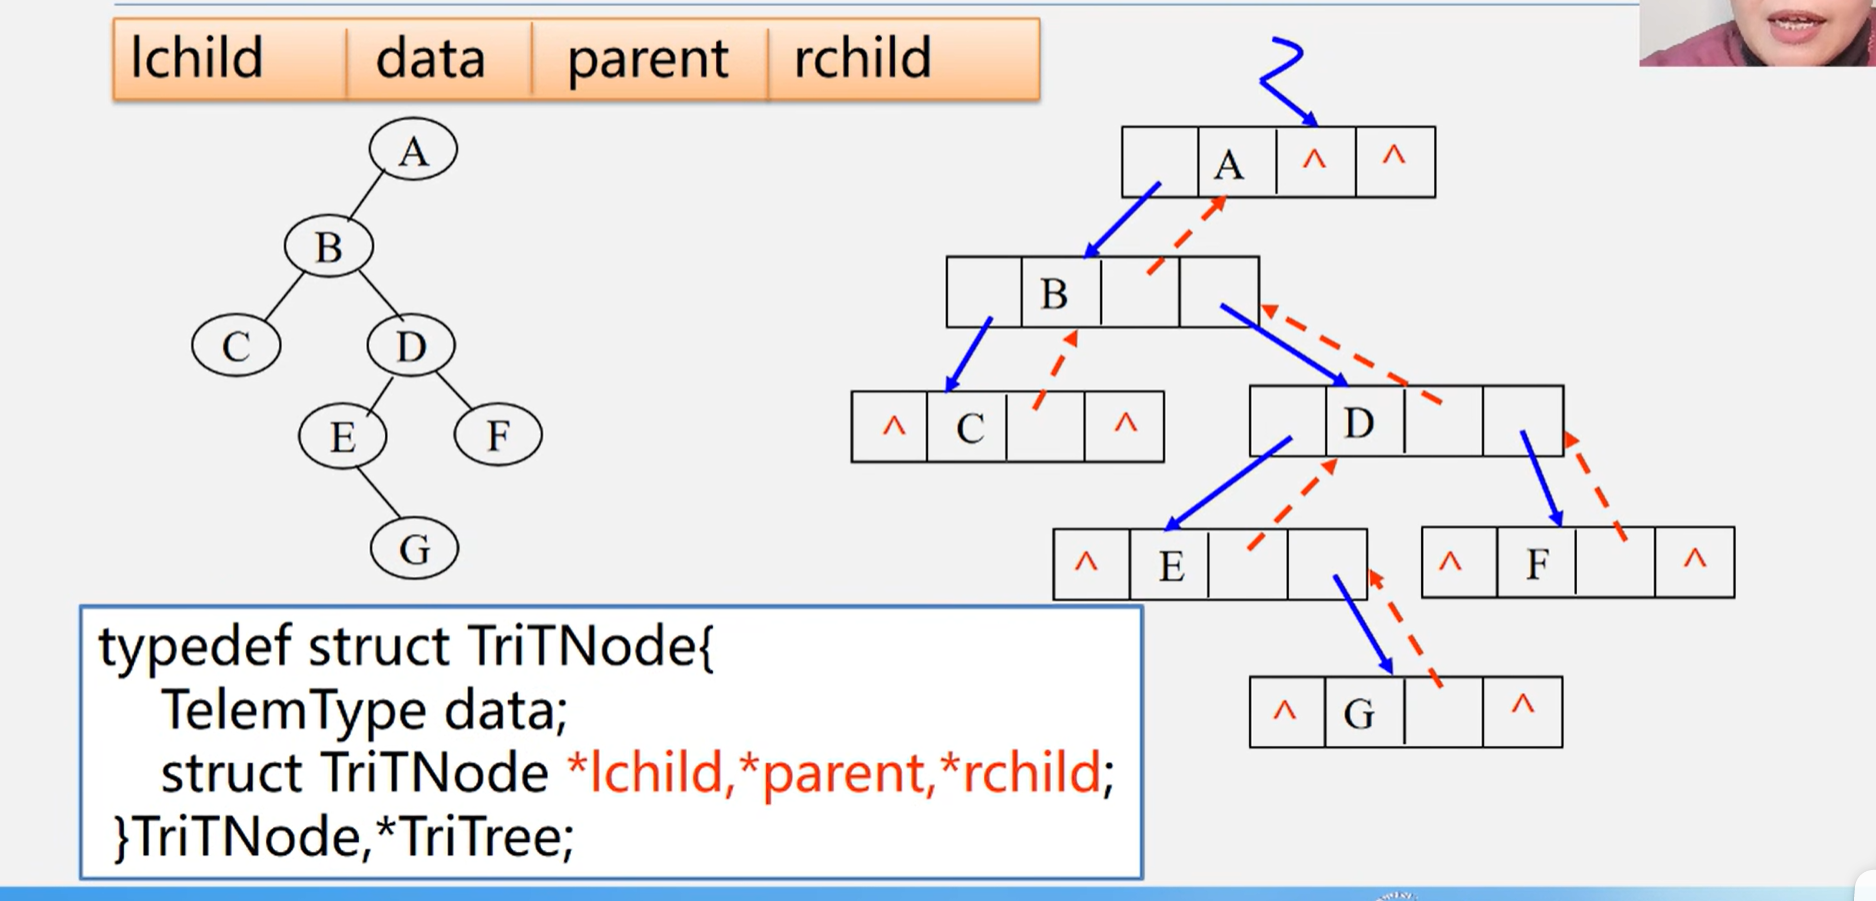 lchild data parent rchild
A
B
C D
E F
G
A ^ ^
B
^ C ^
D
^ E ^ F ^
^ G ^
typedef struct TriTNode{
TelemType data;
struct TriTNode *lchild,*parent,*rchild;
}TriTNode,*TriTree;